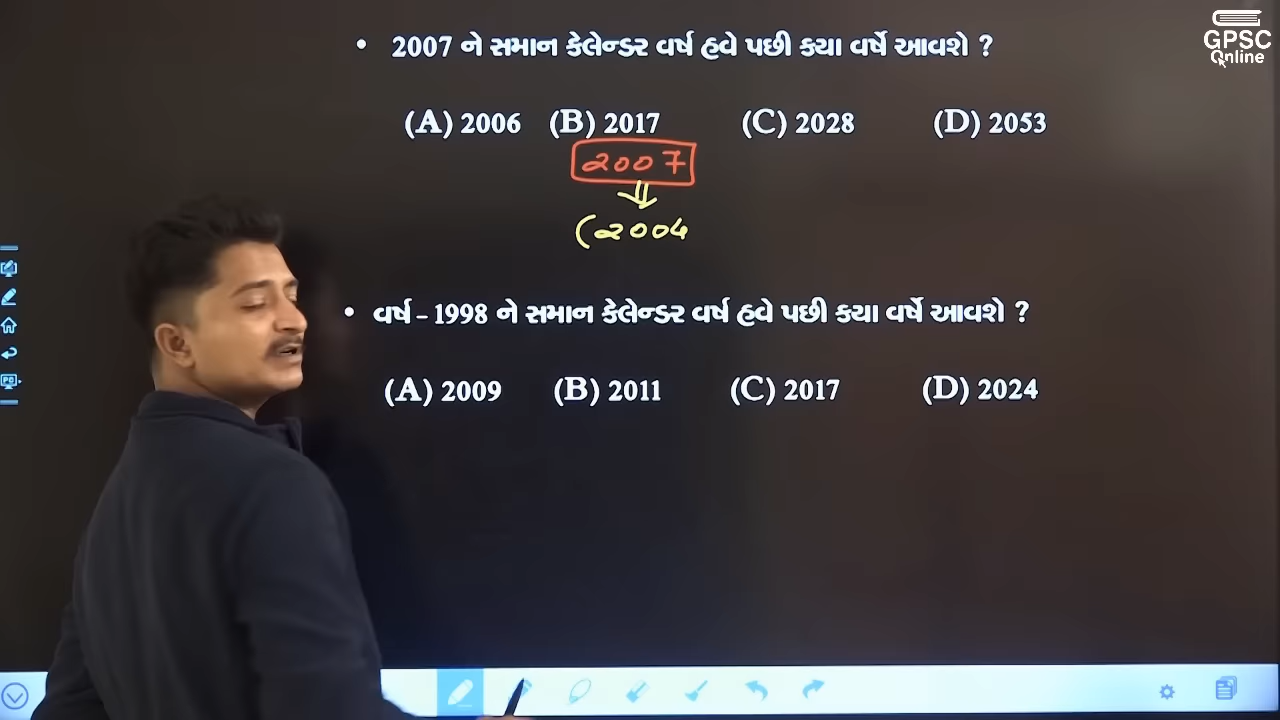 GPSC
Online
• 2007 ને સમાન કેલેન્ડર વર્ષ હવે પછી કયા વર્ષે આવશે ?
(A) 2006 (B) 2017 (C) 2028 (D) 2053
2007
(2004
• વર્ષ – 1998 ને સમાન કેલેન્ડર વર્ષ હવે પછી કયા વર્ષે આવશે ?
(A) 2009 (B) 2011 (C) 2017 (D) 2024